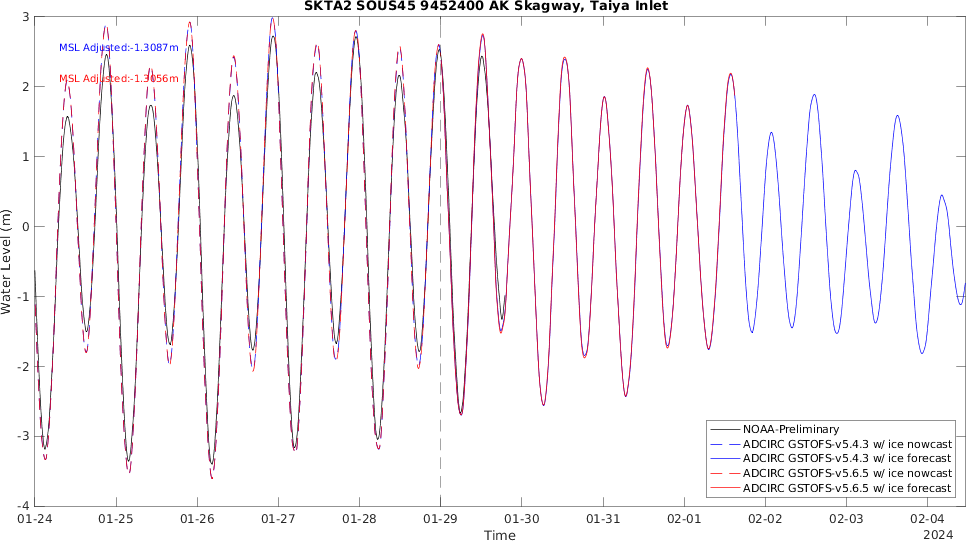 SKTA2 SOUS45 9452400 AK Skagway, Taiya Inlet
3
MSL Adjusted:-1.3087m
MSL Adjusted:-1.3056m
2
1
0
-1
-2
-3
-4
Water Level (m)
NOAA-Preliminary
ADCIRC GSTOFS-v5.4.3 w/ ice nowcast
ADCIRC GSTOFS-v5.4.3 w/ ice forecast
ADCIRC GSTOFS-v5.6.5 w/ ice nowcast
ADCIRC GSTOFS-v5.6.5 w/ ice forecast
01-24 01-25 01-26 01-27 01-28 01-29 01-30 01-31 02-01 02-02 02-03 02-04
Time
2024